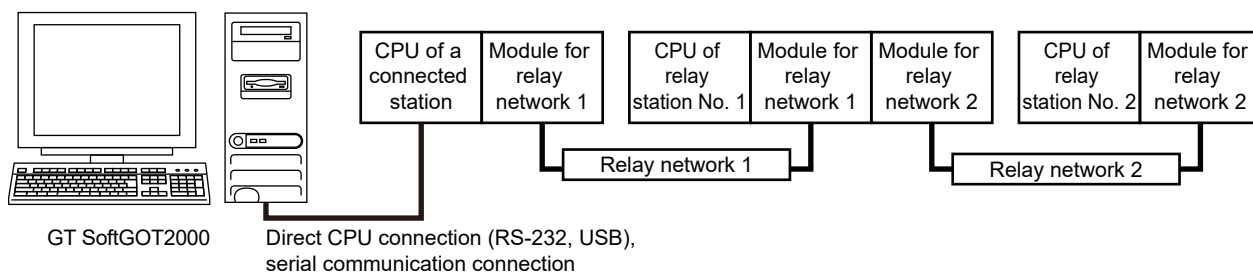 CPU of a
connected
station
Module for
relay
network 1
CPU of
relay
station No. 1
Module for
relay
network 1
Module for
relay
network 2
CPU of
relay
station No. 2
Module for
relay
network 2
Relay network 1
Relay network 2
GT SoftGOT2000
Direct CPU connection (RS-232, USB),
serial communication connection